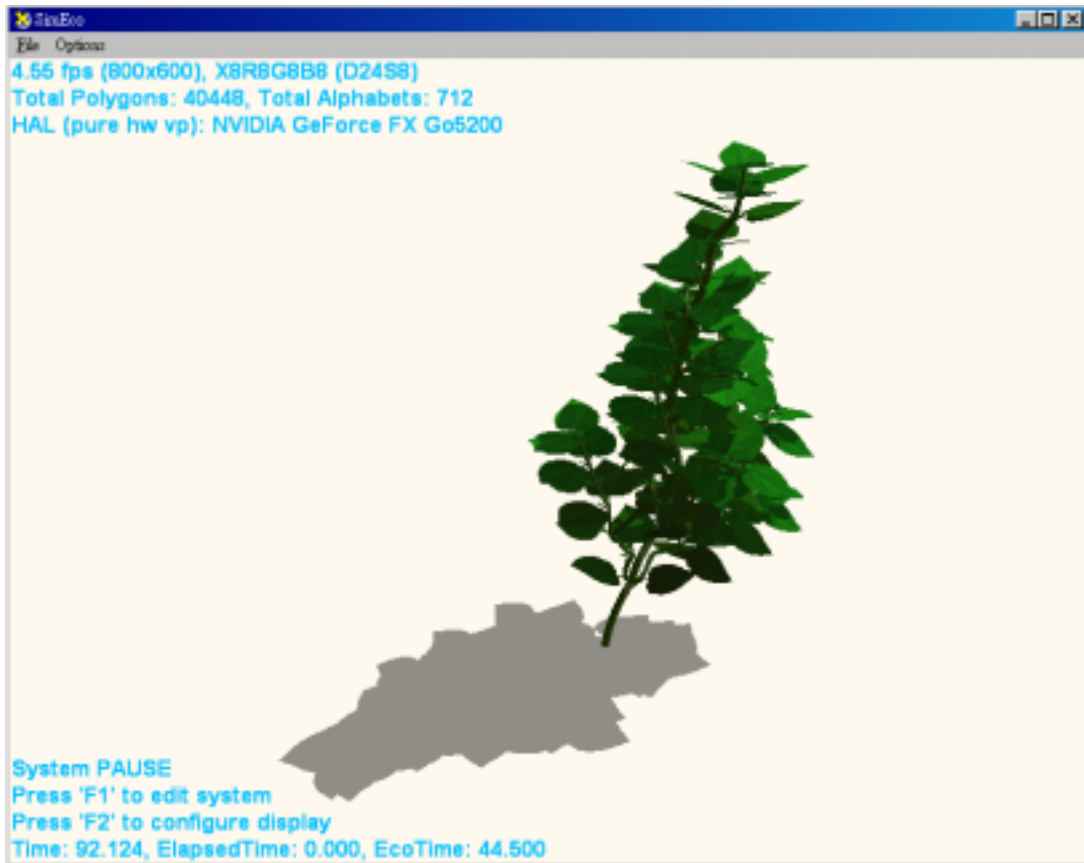 SimEco
File Options
4.55 fps (800x600), X8R8G8B8 (D24S8)
Total Polygons: 40448, Total Alphabets: 712
HAL (pure hw vp): NVIDIA GeForce FX Go5200
System PAUSE
Press 'F1' to edit system
Press 'F2' to configure display
Time: 92.124, ElapsedTime: 0.000, EcoTime: 44.500